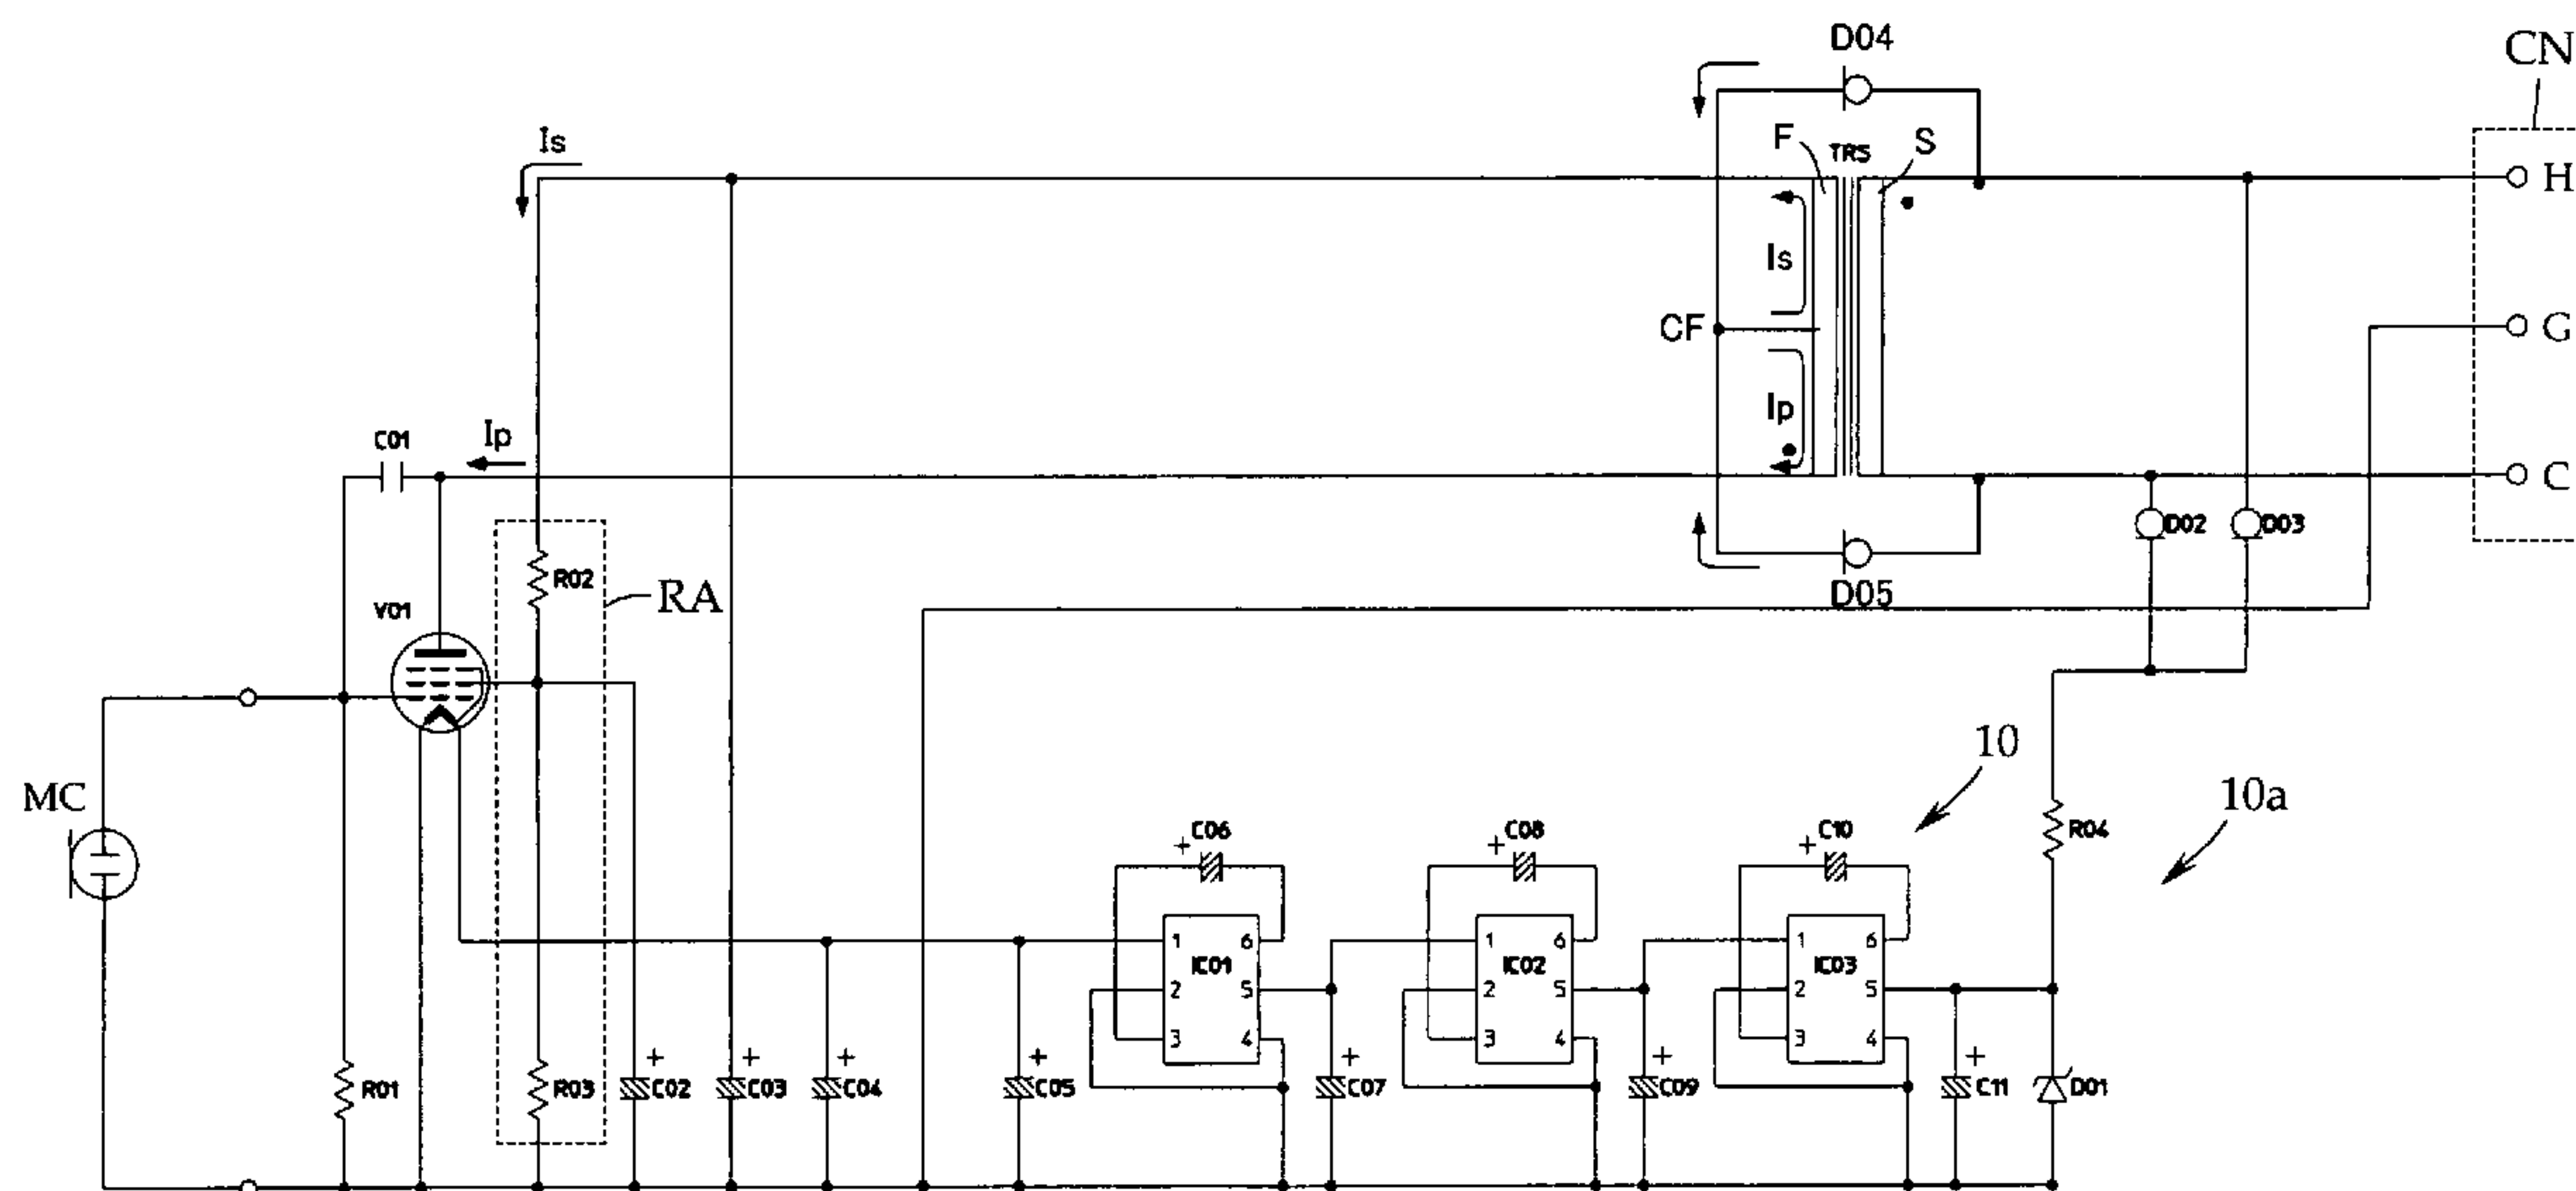 D04
CN
Is
F
TRS
S
H
Is
CF
G
Ip
C01
Ip
C
D02
D03
R02
RA
D05
V01
10
10a
MC
C06
C08
C10
R04
1
6
1
6
1
6
IC01
IC02
IC03
2
5
2
5
2
5
3
4
3
4
3
4
+
+
+
+
+
+
+
+
+
+
R01
R03
C02
C03
C04
C05
C07
C09
C11
D01